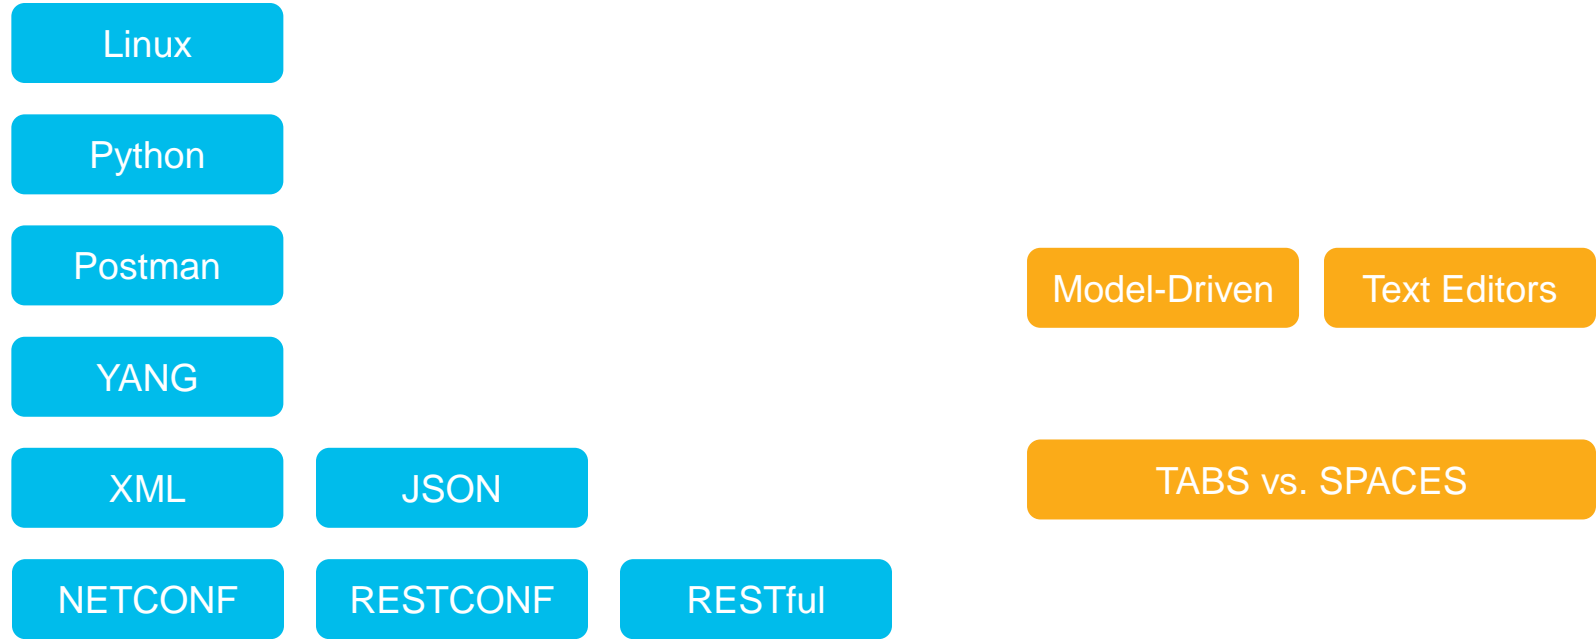 Linux
Python
Postman
Model-Driven
Text Editors
YANG
XML
JSON
TABS vs. SPACES
NETCONF
RESTCONF
RESTful